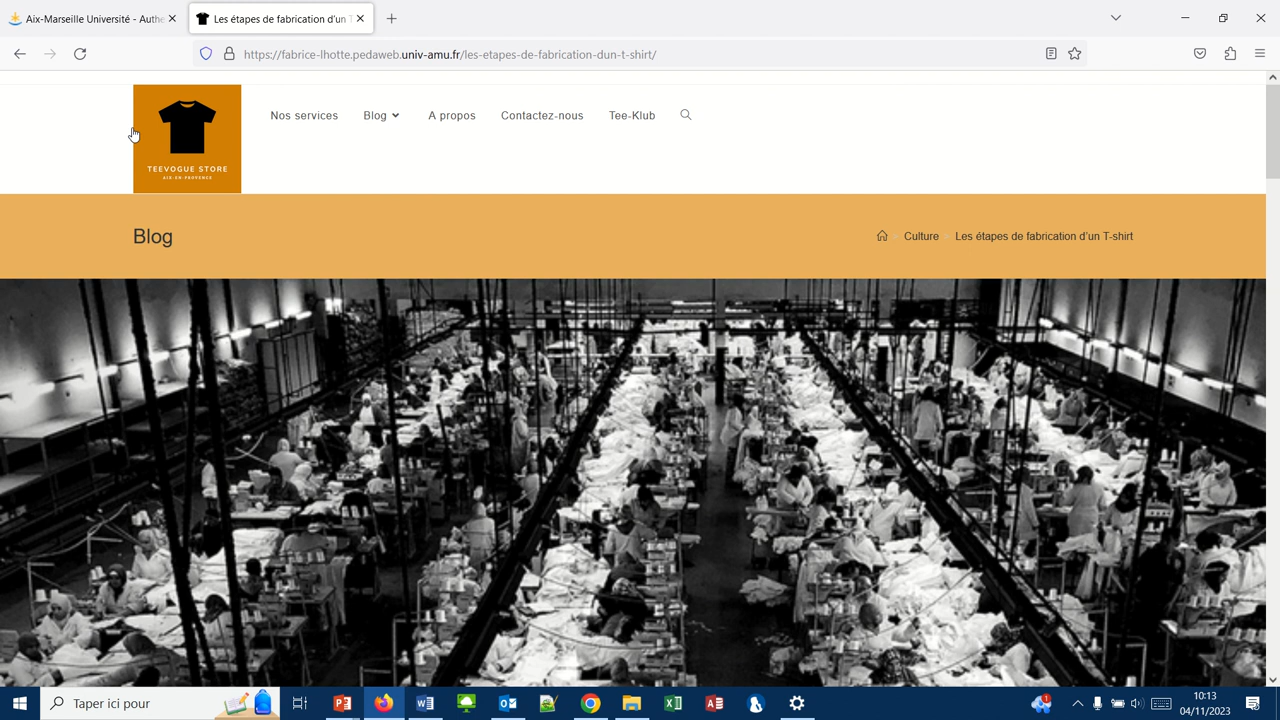 Aix-Marseille Université - Authe
Les étapes de fabrication d'un T
https://fabrice-lhotte.pedaweb.univ-amu.fr/les-etapes-de-fabrication-dun-t-shirt/
TEEVOGUE STORE
AIX-EN-PROVENCE
Nos services
Blog
A propos
Contactez-nous
Tee-Klub
Blog
Culture
Les étapes de fabrication d'un T-shirt
Taper ici pour
10:13
04/11/2023